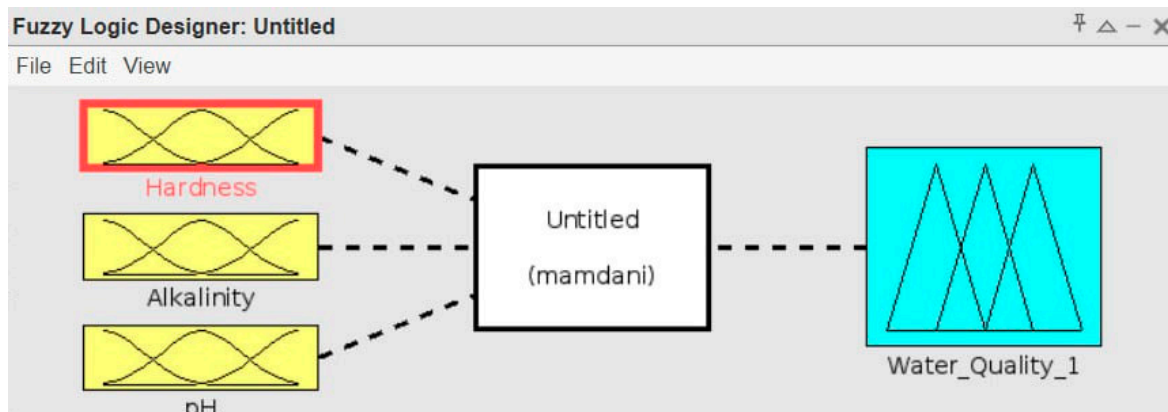 Fuzzy Logic Designer: Untitled
File Edit View
Hardness
Alkalinity
pH
Untitled
(mamdani)
Water_Quality_1